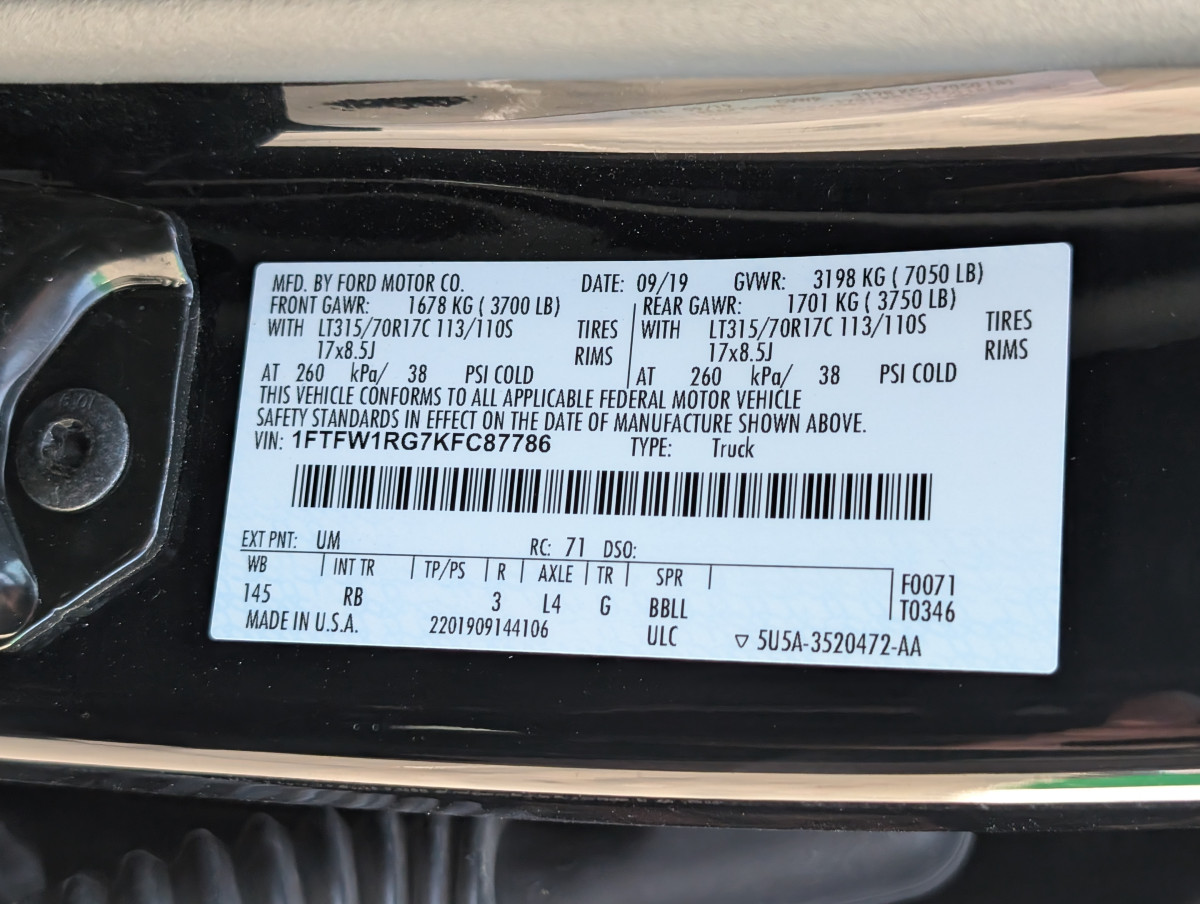 MFD. BY FORD MOTOR CO. DATE: 09/19 GVWR: 3198 KG ( 7050 LB)
FRONT GAWR: 1678 KG ( 3700 LB) REAR GAWR: 1701 KG ( 3750 LB)
WITH LT315/70R17C 113/110S TIRES WITH LT315/70R17C 113/110S TIRES
17x8.5J RIMS 17x8.5J RIMS
AT 260 kPa/ 38 PSI COLD AT 260 kPa/ 38 PSI COLD
THIS VEHICLE CONFORMS TO ALL APPLICABLE FEDERAL MOTOR VEHICLE
SAFETY STANDARDS IN EFFECT ON THE DATE OF MANUFACTURE SHOWN ABOVE.
VIN: 1FTFW1RG7KFC87786 TYPE: Truck
EXT PNT: UM RC: 71 DSO:
WB INT TR TP/PS R AXLE TR SPR F0071
145 RB 3 L4 G BBLL T0346
MADE IN U.S.A. 2201909144106 ULC ▽ 5U5A-3520472-AA